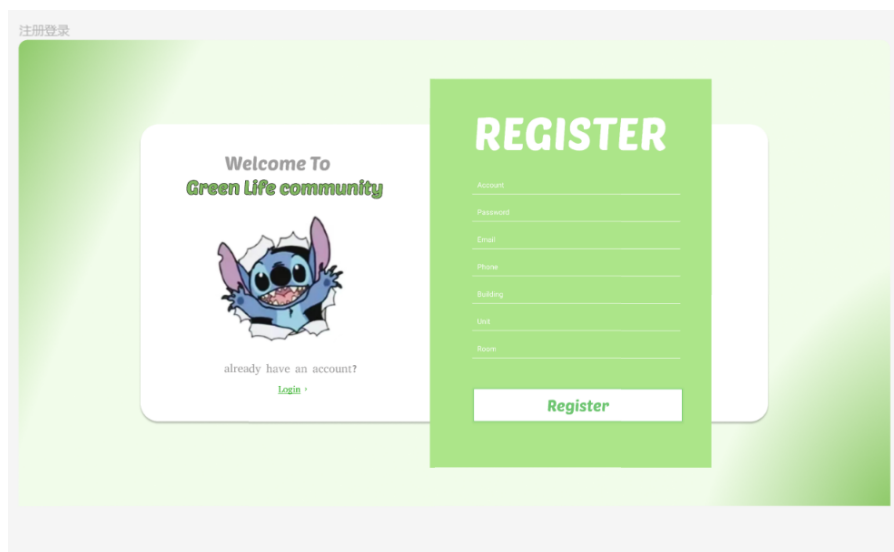 注册登录
Welcome To
Green Life community
already have an account?
Login ›
REGISTER
Account
Password
Email
Phone
Building
Unit
Room
Register